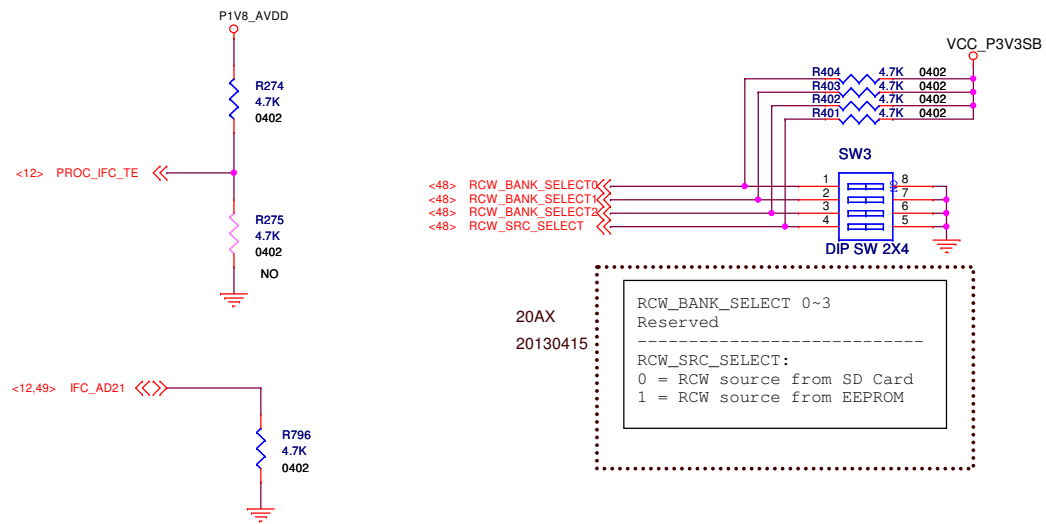 P1V8_AVDD
R274
4.7K
0402
<12> PROC_IFC_TE
R275
4.7K
0402
NO
<12,49> IFC_AD21
R796
4.7K
0402
VCC_P3V3SB
R404 4.7K 0402
R403 4.7K 0402
R402 4.7K 0402
R401 4.7K 0402
SW3
<48> RCW_BANK_SELECT0 1 8
<48> RCW_BANK_SELECT1 2 7
<48> RCW_BANK_SELECT2 3 6
<48> RCW_SRC_SELECT 4 5
ON
DIP SW 2X4
20AX
20130415
RCW_BANK_SELECT 0~3
Reserved
----------------------------
RCW_SRC_SELECT:
0 = RCW source from SD Card
1 = RCW source from EEPROM